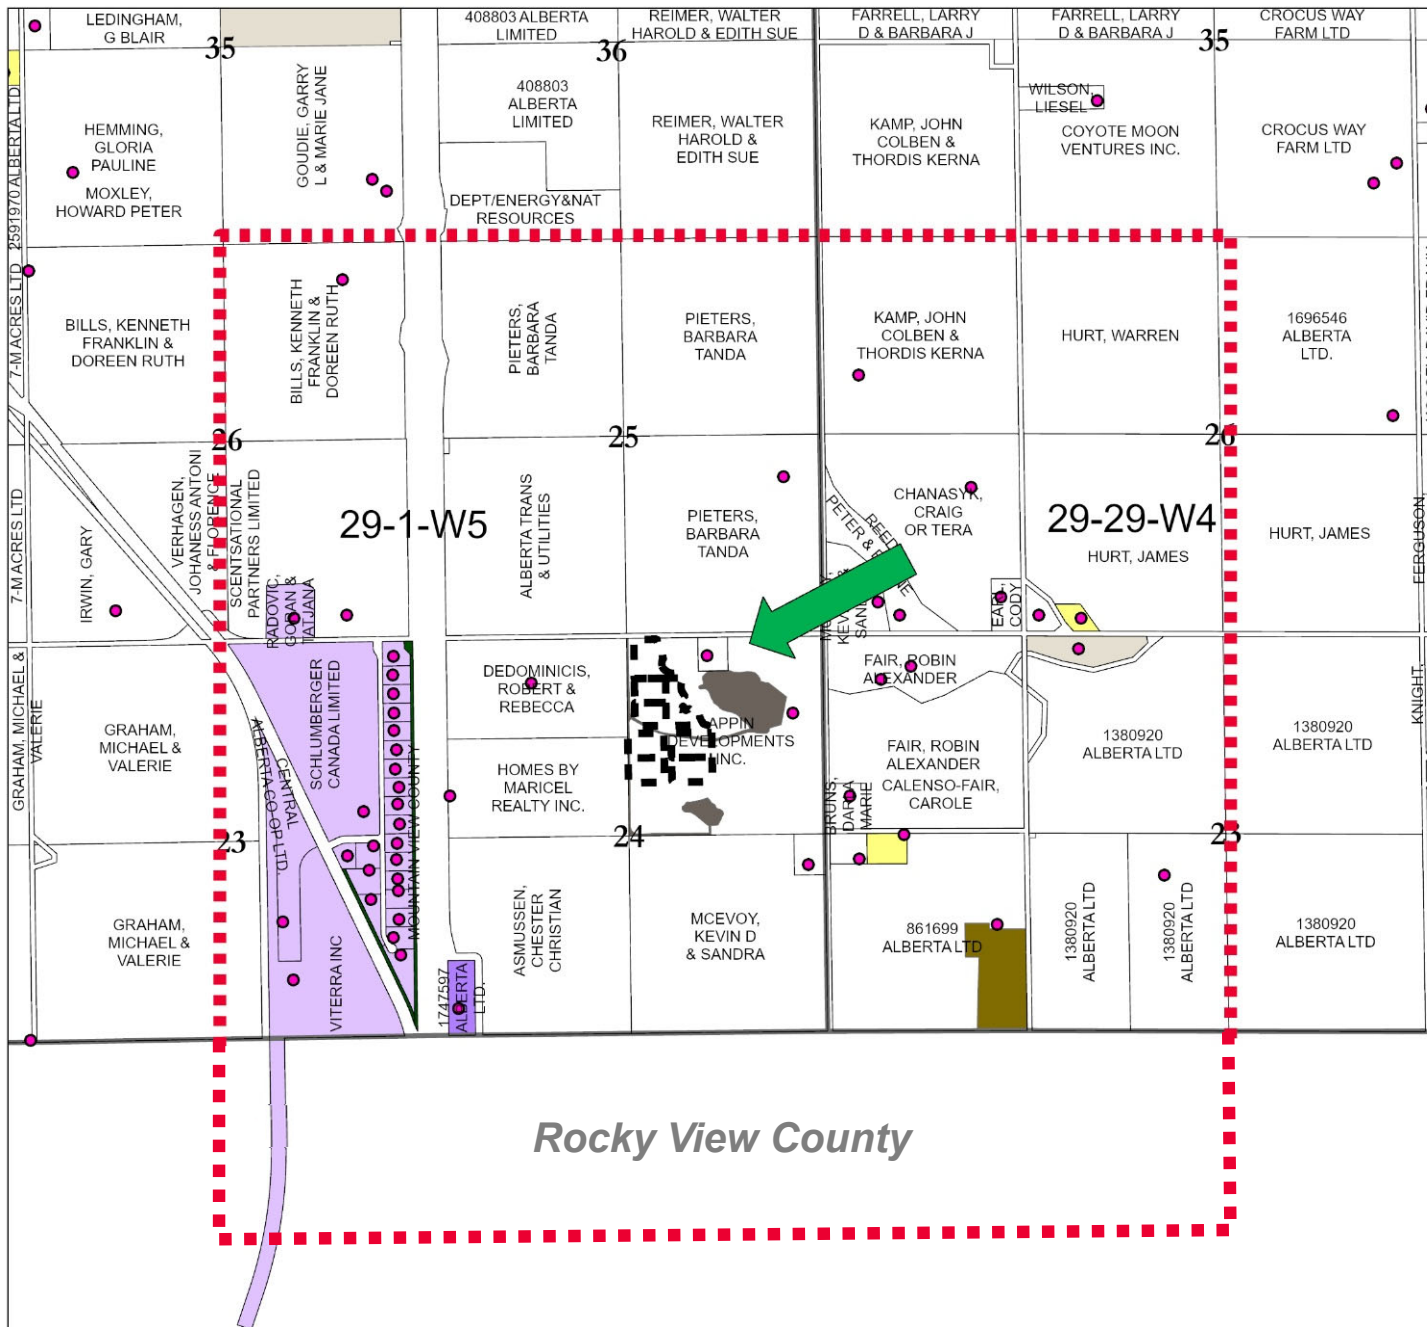 LEDINGHAM,
G BLAIR
35
408803 ALBERTA
LIMITED
REIMER, WALTER
HAROLD & EDITH SUE
36
FARRELL, LARRY
D & BARBARA J
FARRELL, LARRY
D & BARBARA J
35
CROCUS WAY
FARM LTD
2591970 ALBERTA LTD
HEMMING,
GLORIA
PAULINE
MOXLEY,
HOWARD PETER
GOUDIE, GARRY
L & MARIE JANE
408803
ALBERTA
LIMITED
DEPT/ENERGY&NAT
RESOURCES
REIMER, WALTER
HAROLD &
EDITH SUE
KAMP, JOHN
COLBEN &
THORDIS KERNA
WILSON,
LIESEL
COYOTE MOON
VENTURES INC.
CROCUS WAY
FARM LTD
7-M ACRES LTD
BILLS, KENNETH
FRANKLIN &
DOREEN RUTH
BILLS, KENNETH
FRANKLIN &
DOREEN RUTH
PIETERS,
BARBARA
TANDA
PIETERS,
BARBARA
TANDA
KAMP, JOHN
COLBEN &
THORDIS KERNA
HURT, WARREN
1696546
ALBERTA
LTD.
26
25
26
7-M ACRES LTD
IRWIN, GARY
VERHAGEN,
JOHANESS ANTONI
& FLORENCE
SCENTSATIONAL
PARTNERS LIMITED
RADOVIC,
GORAN &
TATJANA
29-1-W5
ALBERTA TRANS
& UTILITIES
PIETERS,
BARBARA
TANDA
CHANASYK,
CRAIG
OR TERA
29-29-W4
HURT, JAMES
HURT, JAMES
EARL,
CODY
FERGUSON,
GRAHAM, MICHAEL &
VALERIE
GRAHAM,
MICHAEL &
VALERIE
CENTRAL
ALBERTA CO-OP LTD.
SCHLUMBERGER
CANADA LIMITED
MOUNTAIN VIEW COUNTY
DEDOMINICIS,
ROBERT &
REBECCA
HOMES BY
MARICEL
REALTY INC.
APPIN
DEVELOPMENTS
INC.
FAIR, ROBIN
ALEXANDER
FAIR, ROBIN
ALEXANDER
CALENSO-FAIR,
CAROLE
BRUNS,
DARLA
MARIE
1380920
ALBERTA LTD
1380920
ALBERTA LTD
KNIGHT,
23
24
23
GRAHAM,
MICHAEL &
VALERIE
VITERRA INC
1747597
ALBERTA
LTD.
ASMUSSEN,
CHESTER
CHRISTIAN
MCEVOY,
KEVIN D
& SANDRA
861699
ALBERTA LTD
1380920
ALBERTA LTD
1380920
ALBERTA LTD
1380920
ALBERTA LTD
Rocky View County